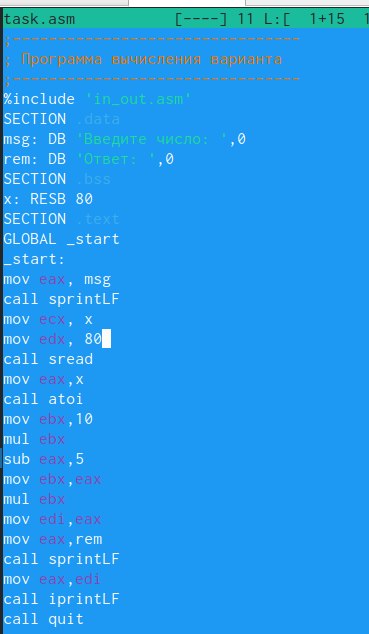 task.asm [----] 11 L:[ 1+15 1
;--------------------------------
; Программа вычисления варианта
;--------------------------------
%include 'in_out.asm'
SECTION .data
msg: DB 'Введите число: ',0
rem: DB 'Ответ: ',0
SECTION .bss
x: RESB 80
SECTION .text
GLOBAL _start
_start:
mov eax, msg
call sprintLF
mov ecx, x
mov edx, 80
call sread
mov eax,x
call atoi
mov ebx,10
mul ebx
sub eax,5
mov ebx,eax
mul ebx
mov edi,eax
mov eax,rem
call sprintLF
mov eax,edi
call iprintLF
call quit